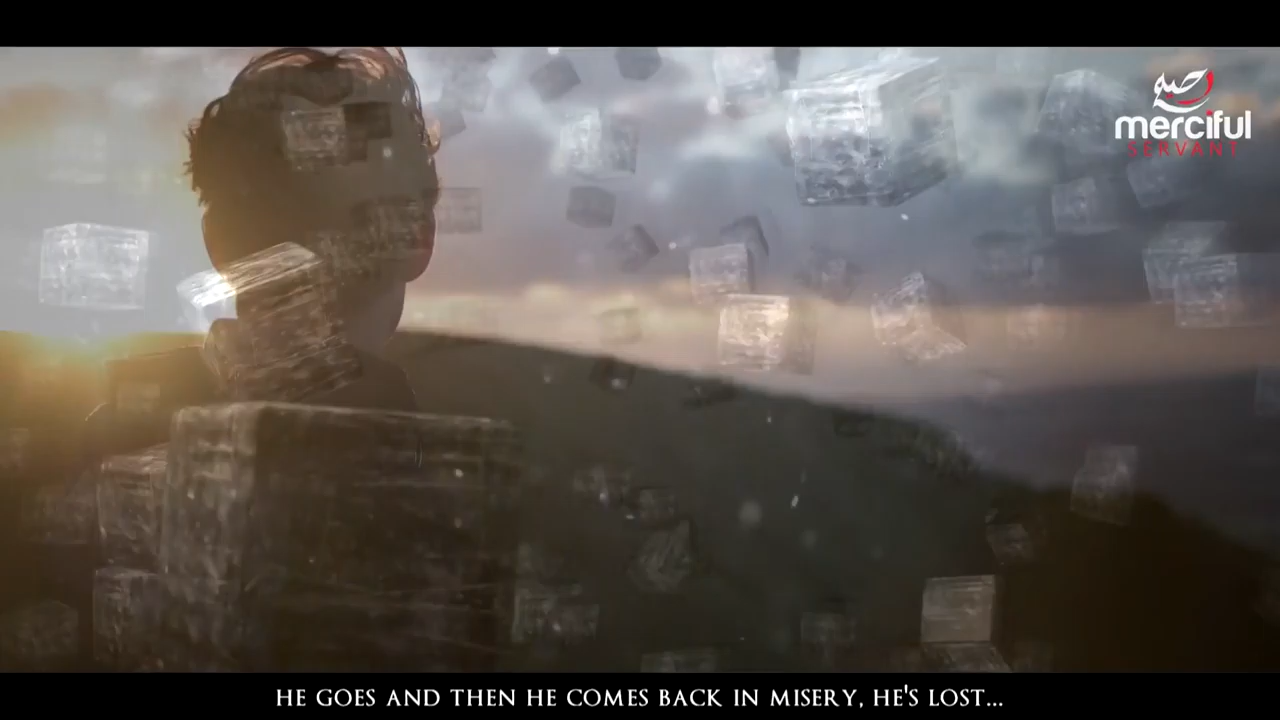 merciful
SERVANT
HE GOES AND THEN HE COMES BACK IN MISERY, HE'S LOST...